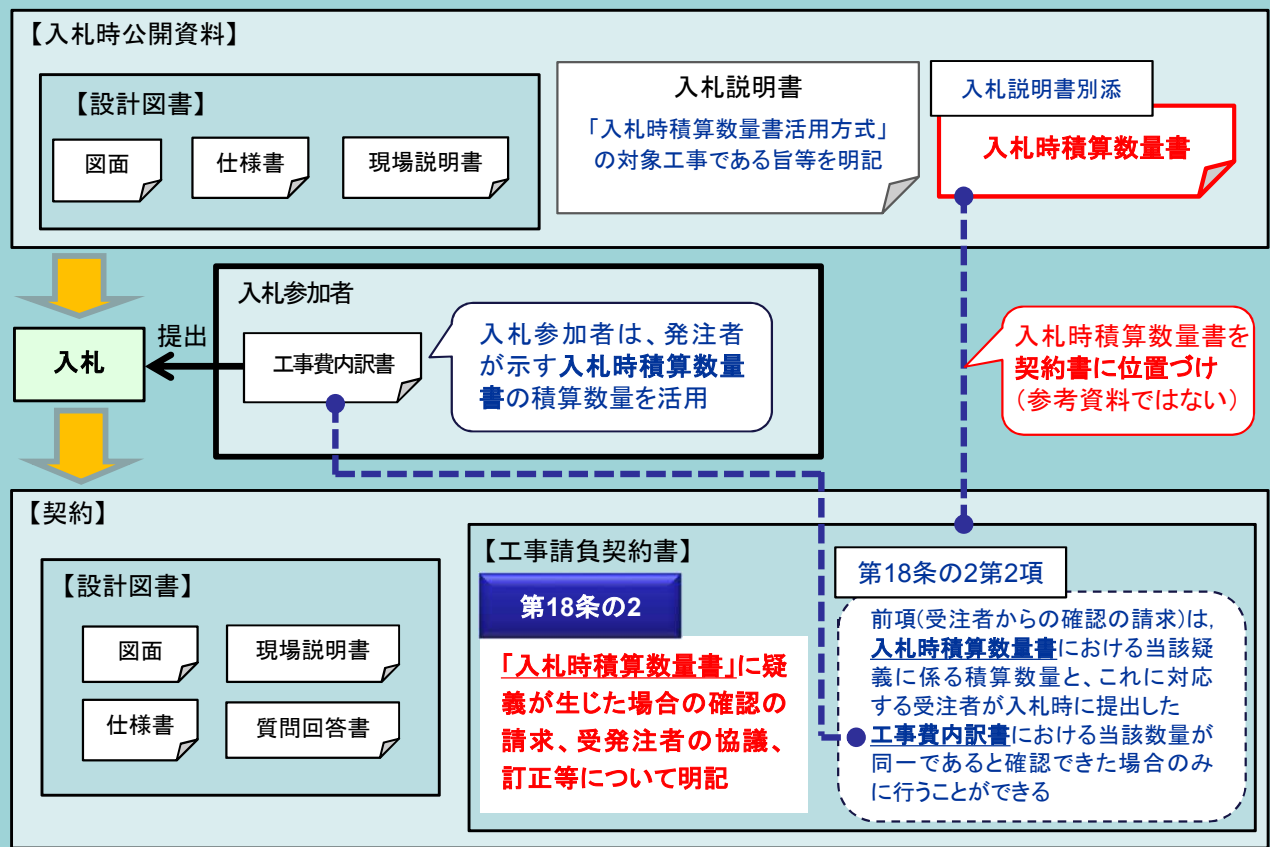 【入札時公開資料】
【設計図書】
図面
仕様書
現場説明書
入札説明書
「入札時積算数量書活用方式」
の対象工事である旨等を明記
入札説明書別添
入札時積算数量書
入札
提出
入札参加者
工事費内訳書
入札参加者は、発注者
が示す入札時積算数量
書の積算数量を活用
入札時積算数量書を
契約書に位置づけ
（参考資料ではない）
【契約】
【設計図書】
図面
現場説明書
仕様書
質問回答書
【工事請負契約書】
第18条の2
「入札時積算数量書」に疑
義が生じた場合の確認の
請求、受発注者の協議、
訂正等について明記
第18条の2第2項
前項(受注者からの確認の請求)は,
入札時積算数量書における当該疑
義に係る積算数量と、これに対応
する受注者が入札時に提出した
工事費内訳書における当該数量が
同一であると確認できた場合のみ
に行うことができる